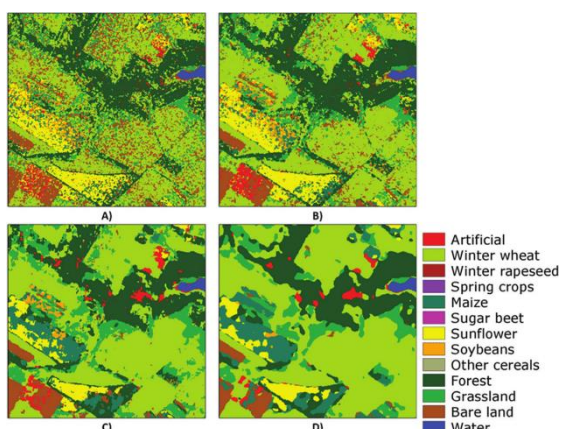 A)
B)
C)
D)
Artificial
Winter wheat
Winter rapeseed
Spring crops
Maize
Sugar beet
Sunflower
Soybeans
Other cereals
Forest
Grassland
Bare land
Water